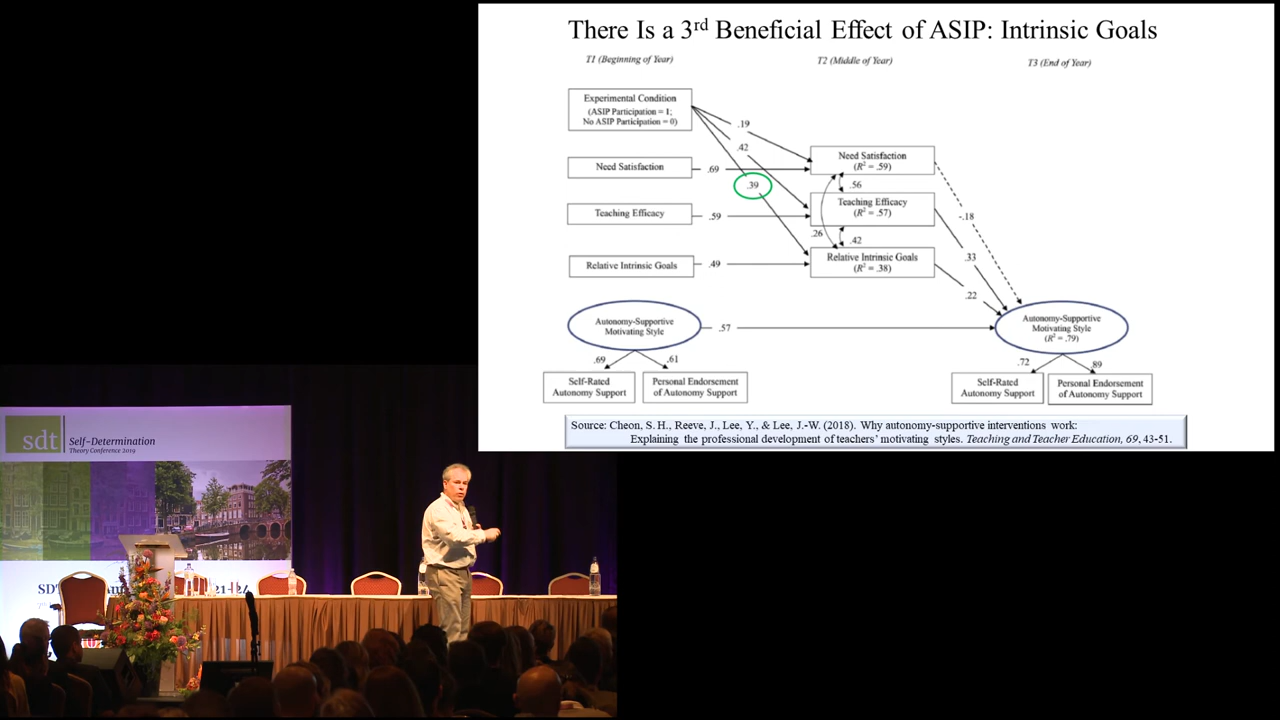 There Is a 3rd Beneficial Effect of ASIP: Intrinsic Goals
T1 (Beginning of Year)
T2 (Middle of Year)
T3 (End of Year)
Experimental Condition
(ASIP Participation = 1;
No ASIP Participation = 0)
.19
.42
.39
Need Satisfaction
.69
Need Satisfaction
(R² = .59)
.56
Teaching Efficacy
.59
Teaching Efficacy
(R² = .57)
.26
.42
Relative Intrinsic Goals
.49
Relative Intrinsic Goals
(R² = .38)
-.18
.33
.22
Autonomy-Supportive
Motivating Style
.57
Autonomy-Supportive
Motivating Style
(R² = .79)
.69
.61
.72
.89
Self-Rated
Autonomy Support
Personal Endorsement
of Autonomy Support
Self-Rated
Autonomy Support
Personal Endorsement
of Autonomy Support
Source: Cheon, S. H., Reeve, J., Lee, Y., & Lee, J.-W. (2018). Why autonomy-supportive interventions work:
Explaining the professional development of teachers' motivating styles. Teaching and Teacher Education, 69, 43-51.
sdt
Self-Determination
Theory Conference 2019